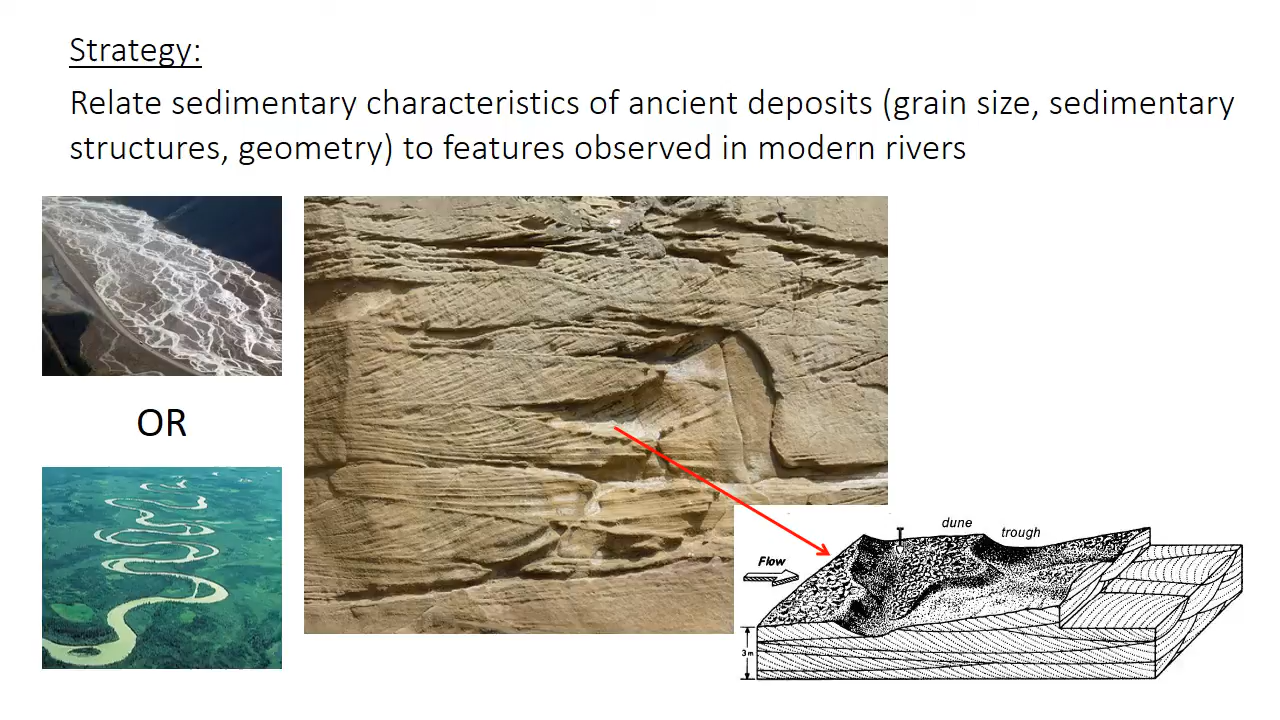 Strategy:
Relate sedimentary characteristics of ancient deposits (grain size, sedimentary
structures, geometry) to features observed in modern rivers
OR
dune
trough
Flow
3 m